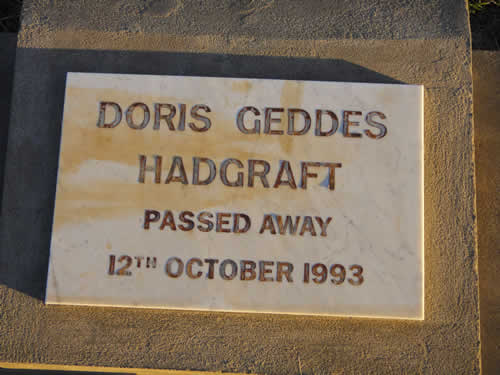 DORIS GEDDES
HADGRAFT
PASSED AWAY
12TH OCTOBER 1993